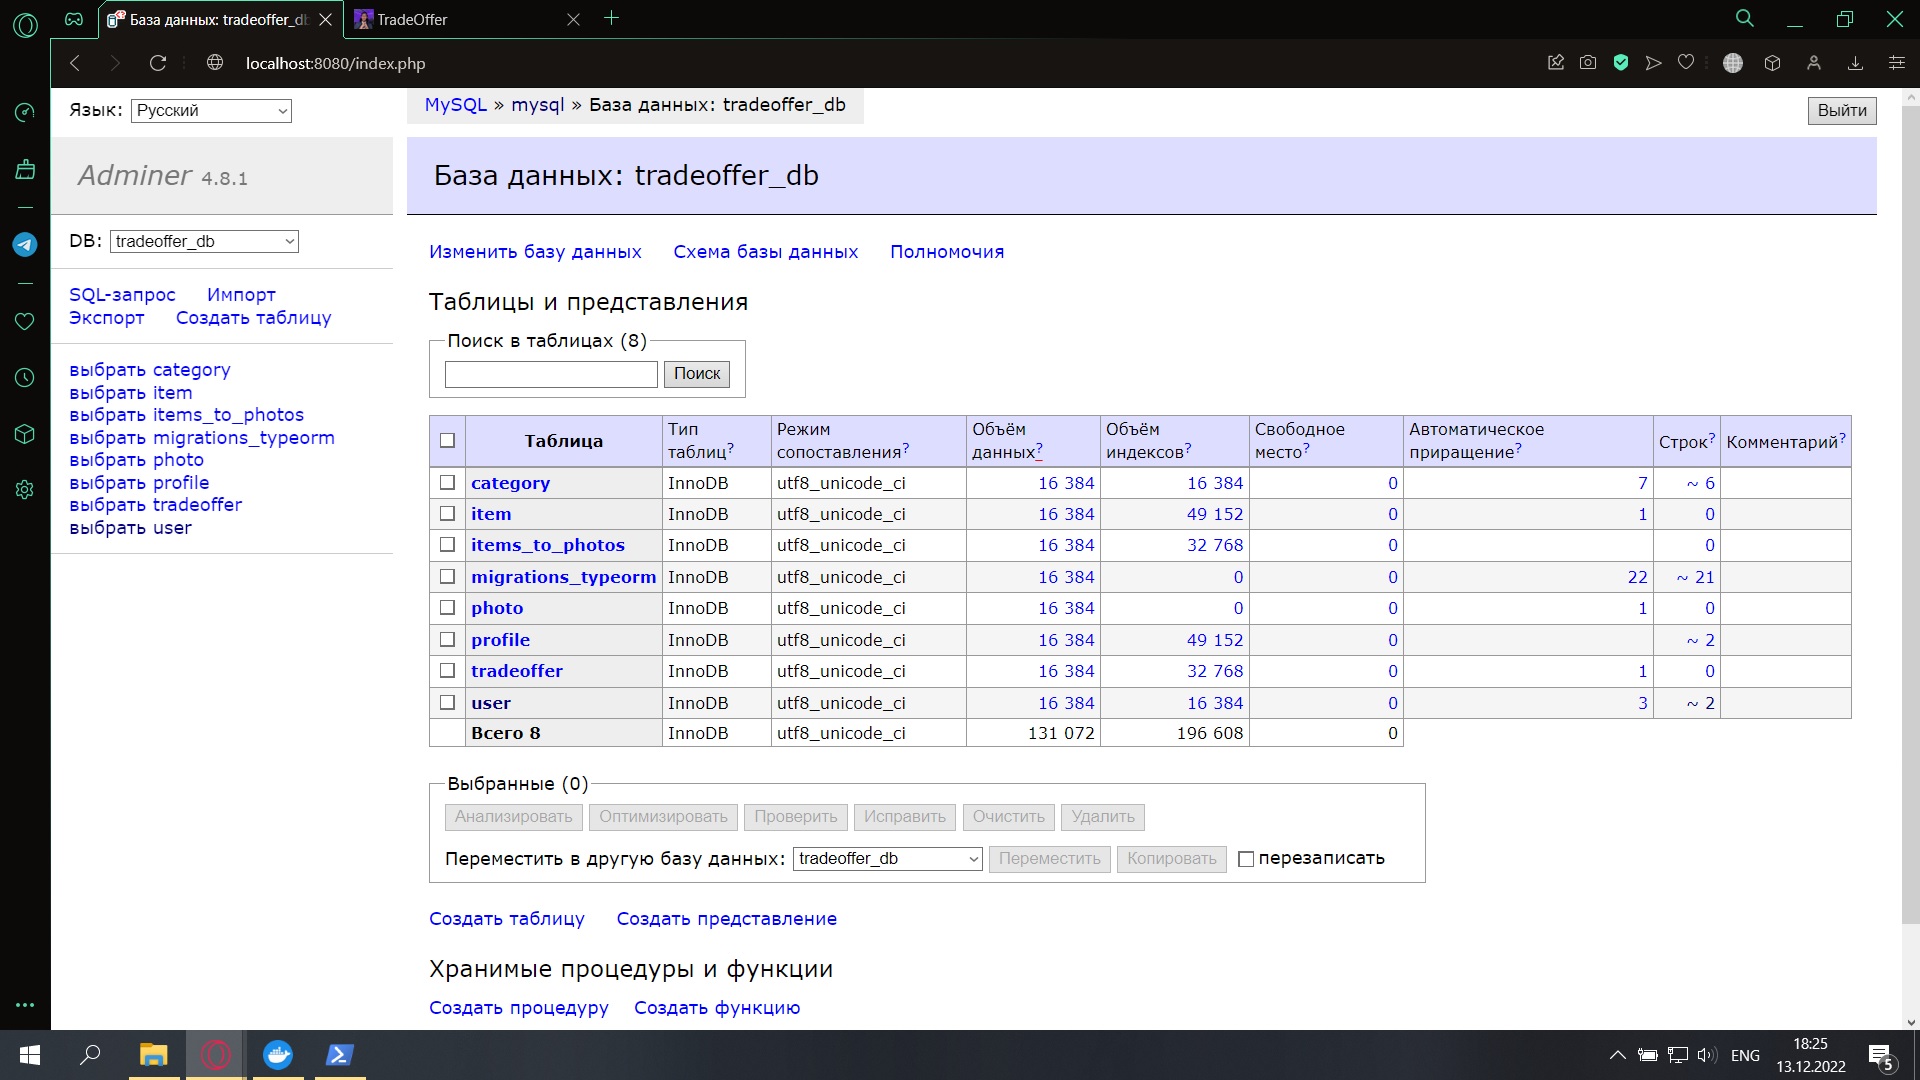 База данных: tradeoffer_db
TradeOffer
localhost:8080/index.php
Язык: Русский
MySQL » mysql » База данных: tradeoffer_db
Выйти
Adminer 4.8.1
База данных: tradeoffer_db
DB: tradeoffer_db
SQL-запрос Импорт
Экспорт Создать таблицу
выбрать category
выбрать item
выбрать items_to_photos
выбрать migrations_typeorm
выбрать photo
выбрать profile
выбрать tradeoffer
выбрать user
Изменить базу данных Схема базы данных Полномочия
Таблицы и представления
Поиск в таблицах (8)
Поиск
Таблица Тип таблиц? Режим сопоставления? Объём данных? Объём индексов? Свободное место? Автоматическое приращение? Строк? Комментарий?
category InnoDB utf8_unicode_ci 16 384 16 384 0 7 ~ 6
item InnoDB utf8_unicode_ci 16 384 49 152 0 1 0
items_to_photos InnoDB utf8_unicode_ci 16 384 32 768 0 0
migrations_typeorm InnoDB utf8_unicode_ci 16 384 0 0 22 ~ 21
photo InnoDB utf8_unicode_ci 16 384 0 0 1 0
profile InnoDB utf8_unicode_ci 16 384 49 152 0 ~ 2
tradeoffer InnoDB utf8_unicode_ci 16 384 32 768 0 1 0
user InnoDB utf8_unicode_ci 16 384 16 384 0 3 ~ 2
Всего 8 InnoDB utf8_unicode_ci 131 072 196 608 0
Выбранные (0)
Анализировать Оптимизировать Проверить Исправить Очистить Удалить
Переместить в другую базу данных: tradeoffer_db Переместить Копировать перезаписать
Создать таблицу Создать представление
Хранимые процедуры и функции
Создать процедуру Создать функцию
ENG
18:25
13.12.2022
5